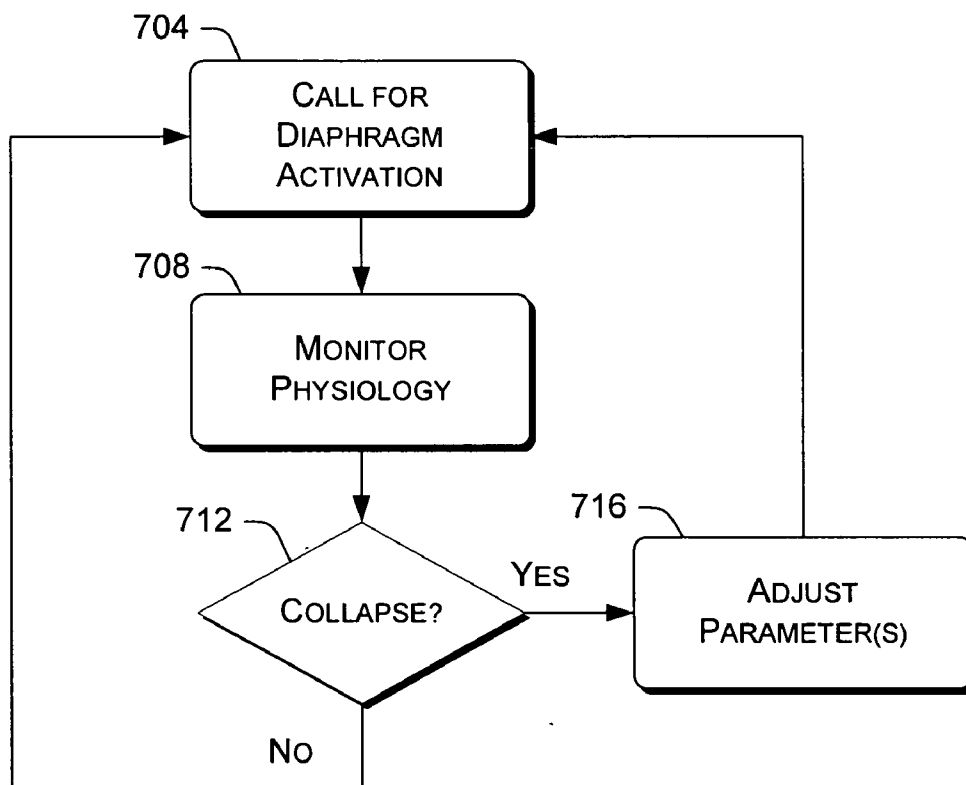 704
CALL FOR
DIAPHRAGM
ACTIVATION
708
MONITOR
PHYSIOLOGY
712
COLLAPSE?
YES
716
ADJUST
PARAMETER(S)
NO